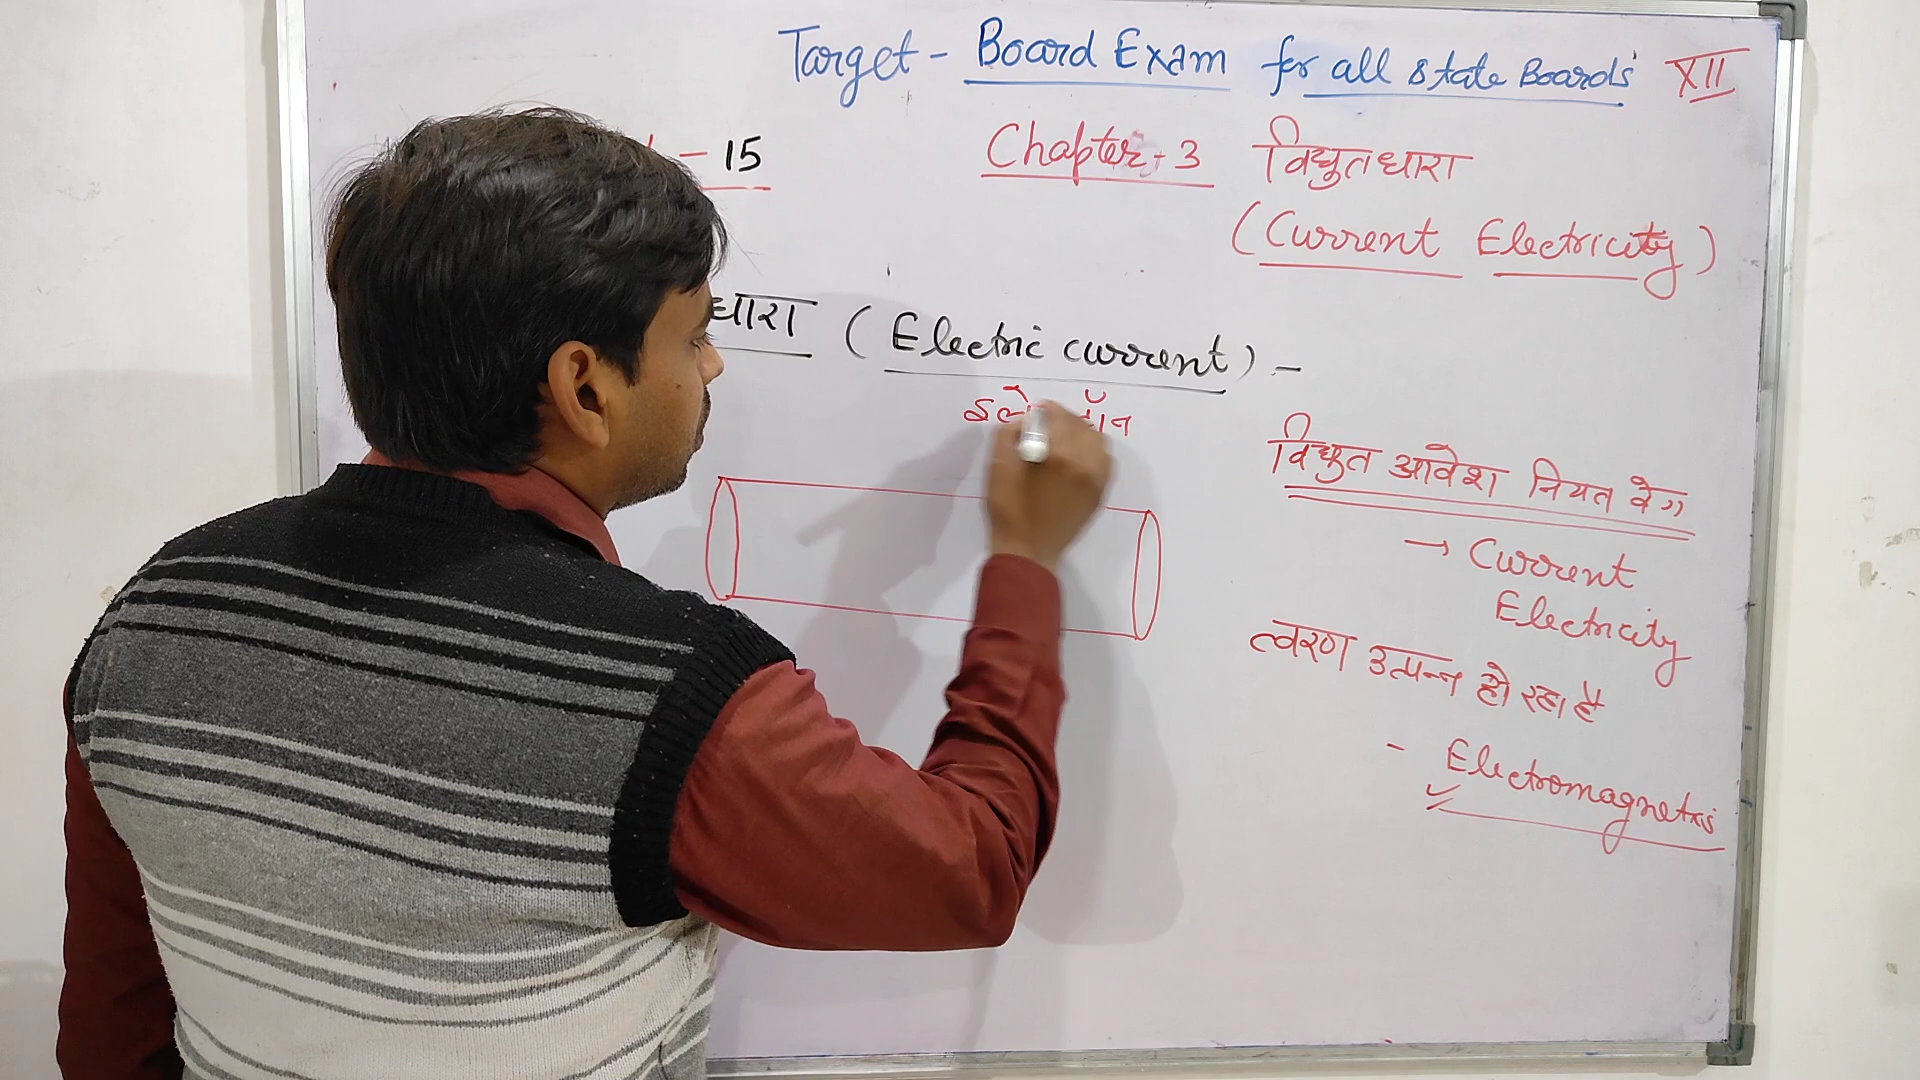 Target - Board Exam for all state Boards XII
- 15
Chapter - 3 विद्युतधारा
(Current Electricity)
धारा (Electric current) -
विद्युत आवेश नियत वेग
→ Current
Electricity
त्वरण उत्पन्न हो रहा है
- Electromagnetis